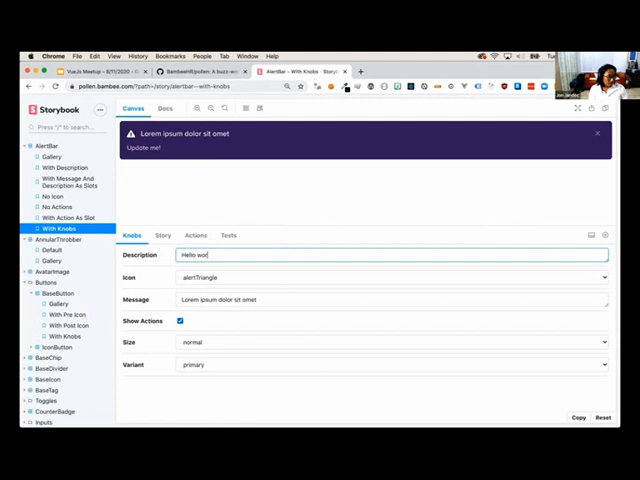 Chrome File Edit View History Bookmarks People Tab Window Help
VueJs Meetup – 8/11/2020 – G
BambeeHR/pollen: A buzz-wo
AlertBar – With Knobs · Story
pollen.bambee.com/?path=/story/alertbar--with-knobs
Jen Jandoc
Storybook
Press "/" to search...
Canvas Docs
AlertBar
Gallery
With Description
With Message And
Description As Slots
No Icon
No Actions
With Action As Slot
With Knobs
AnnularThrobber
Default
Gallery
AvatarImage
Buttons
BaseButton
Gallery
With Pre Icon
With Post Icon
With Knobs
IconButton
BaseChip
BaseDivider
BaseIcon
BaseTag
Toggles
CounterBadge
Inputs
Lorem ipsum dolor sit omet
Update me!
Knobs Story Actions Tests
Description Hello wor
Icon alertTriangle
Message Lorem ipsum dolor sit omet
Show Actions
Size normal
Variant primary
Copy Reset